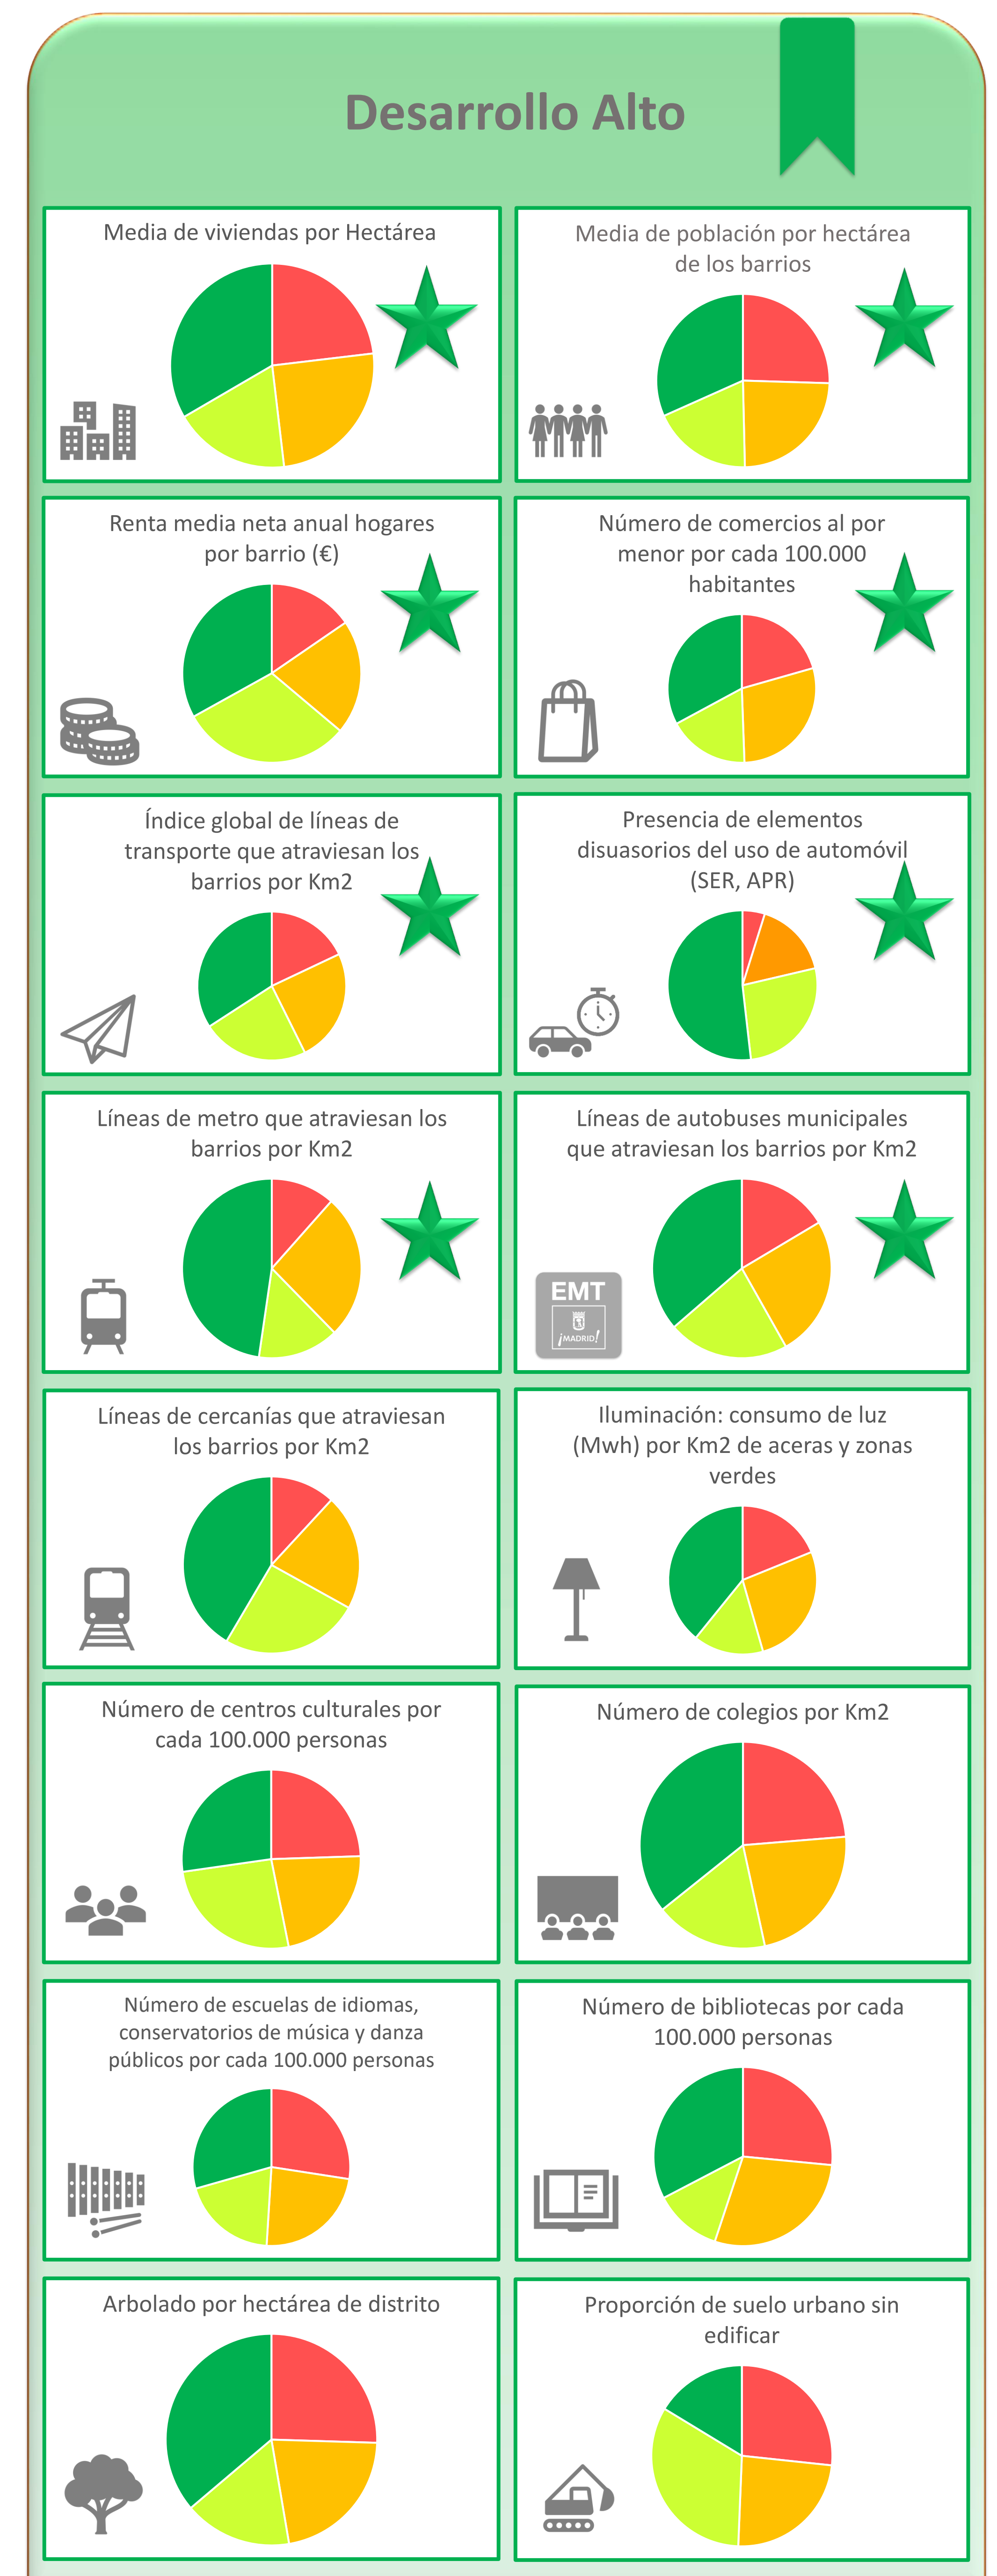 Desarrollo Alto
Media de viviendas por Hectárea
Media de población por hectárea
de los barrios
Renta media neta anual hogares
por barrio (€)
Número de comercios al por
menor por cada 100.000
habitantes
Índice global de líneas de
transporte que atraviesan los
barrios por Km2
Presencia de elementos
disuasorios del uso de automóvil
(SER, APR)
Líneas de metro que atraviesan los
barrios por Km2
Líneas de autobuses municipales
que atraviesan los barrios por Km2
EMT
¡MADRID!
Líneas de cercanías que atraviesan
los barrios por Km2
Iluminación: consumo de luz
(Mwh) por Km2 de aceras y zonas
verdes
Número de centros culturales por
cada 100.000 personas
Número de colegios por Km2
Número de escuelas de idiomas,
conservatorios de música y danza
públicos por cada 100.000 personas
Número de bibliotecas por cada
100.000 personas
Arbolado por hectárea de distrito
Proporción de suelo urbano sin
edificar